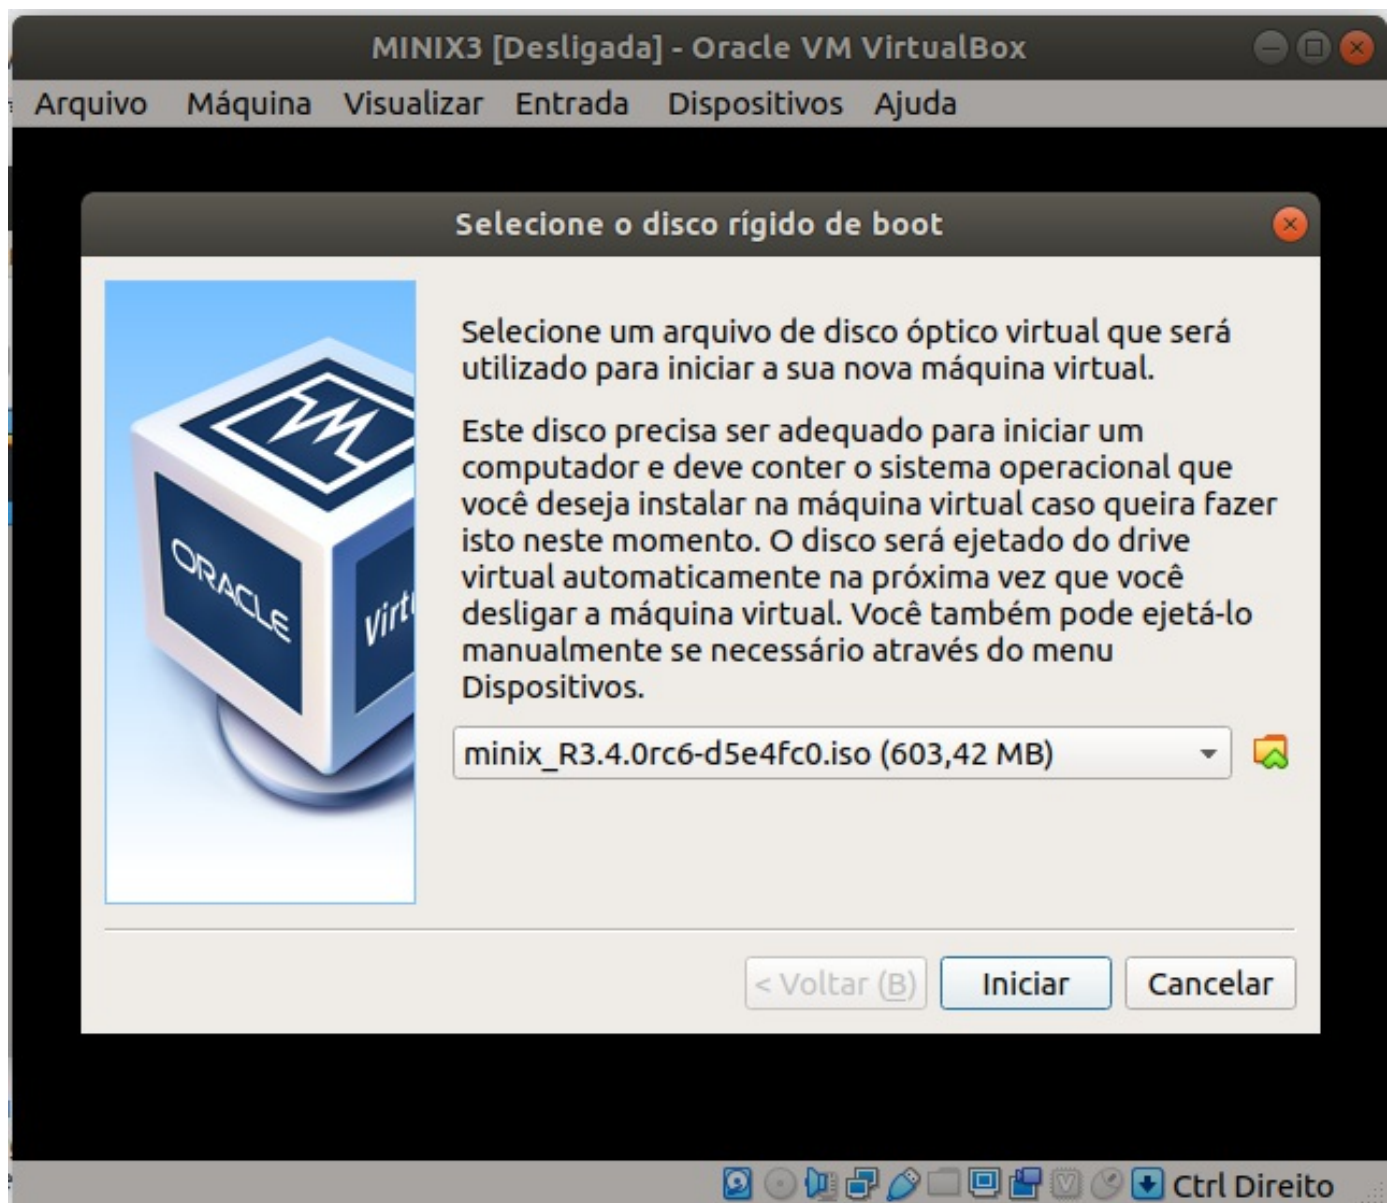 MINIX3 [Desligada] - Oracle VM VirtualBox
Arquivo Máquina Visualizar Entrada Dispositivos Ajuda
Selecione o disco rígido de boot
Selecione um arquivo de disco óptico virtual que será
utilizado para iniciar a sua nova máquina virtual.
Este disco precisa ser adequado para iniciar um
computador e deve conter o sistema operacional que
você deseja instalar na máquina virtual caso queira fazer
isto neste momento. O disco será ejetado do drive
virtual automaticamente na próxima vez que você
desligar a máquina virtual. Você também pode ejetá-lo
manualmente se necessário através do menu
Dispositivos.
ORACLE
Virt
minix_R3.4.0rc6-d5e4fc0.iso (603,42 MB)
< Voltar (B) Iniciar Cancelar
Ctrl Direito